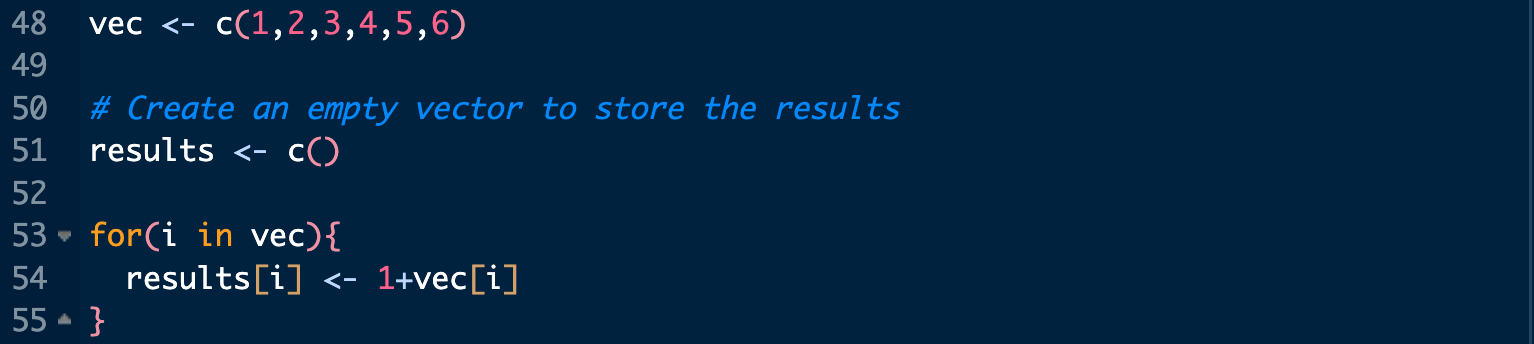 48 vec <- c(1,2,3,4,5,6)
49
50 # Create an empty vector to store the results
51 results <- c()
52
53 for(i in vec){
54   results[i] <- 1+vec[i]
55 }